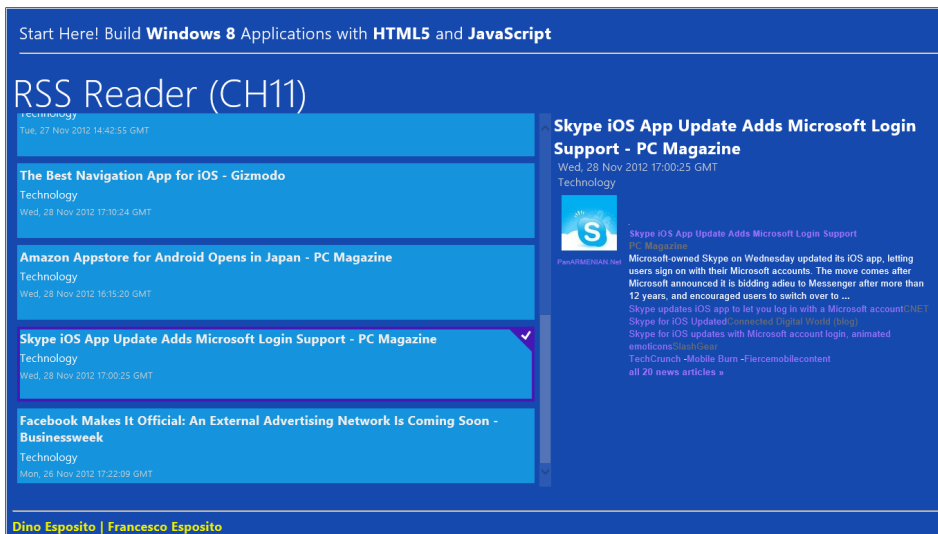 Start Here! Build Windows 8 Applications with HTML5 and JavaScript
RSS Reader (CH11)
Technology
Tue, 27 Nov 2012 14:42:55 GMT
The Best Navigation App for iOS - Gizmodo
Technology
Wed, 28 Nov 2012 17:10:24 GMT
Amazon Appstore for Android Opens in Japan - PC Magazine
Technology
Wed, 28 Nov 2012 16:15:20 GMT
Skype iOS App Update Adds Microsoft Login Support - PC Magazine
Technology
Wed, 28 Nov 2012 17:00:25 GMT
Facebook Makes It Official: An External Advertising Network Is Coming Soon -
Businessweek
Technology
Mon, 26 Nov 2012 17:22:09 GMT
Skype iOS App Update Adds Microsoft Login
Support - PC Magazine
Wed, 28 Nov 2012 17:00:25 GMT
Technology
S
PanARMENIAN.Net
Skype iOS App Update Adds Microsoft Login Support
PC Magazine
Microsoft-owned Skype on Wednesday updated its iOS app, letting
users sign on with their Microsoft accounts. The move comes after
Microsoft announced it is bidding adieu to Messenger after more than
12 years, and encouraged users to switch over to ...
Skype updates iOS app to let you log in with a Microsoft accountCNET
Skype for iOS UpdatedConnected Digital World (blog)
Skype for iOS updates with Microsoft account login, animated
emoticonsSlashGear
TechCrunch -Mobile Burn -Fiercemobilecontent
all 20 news articles »
Dino Esposito | Francesco Esposito